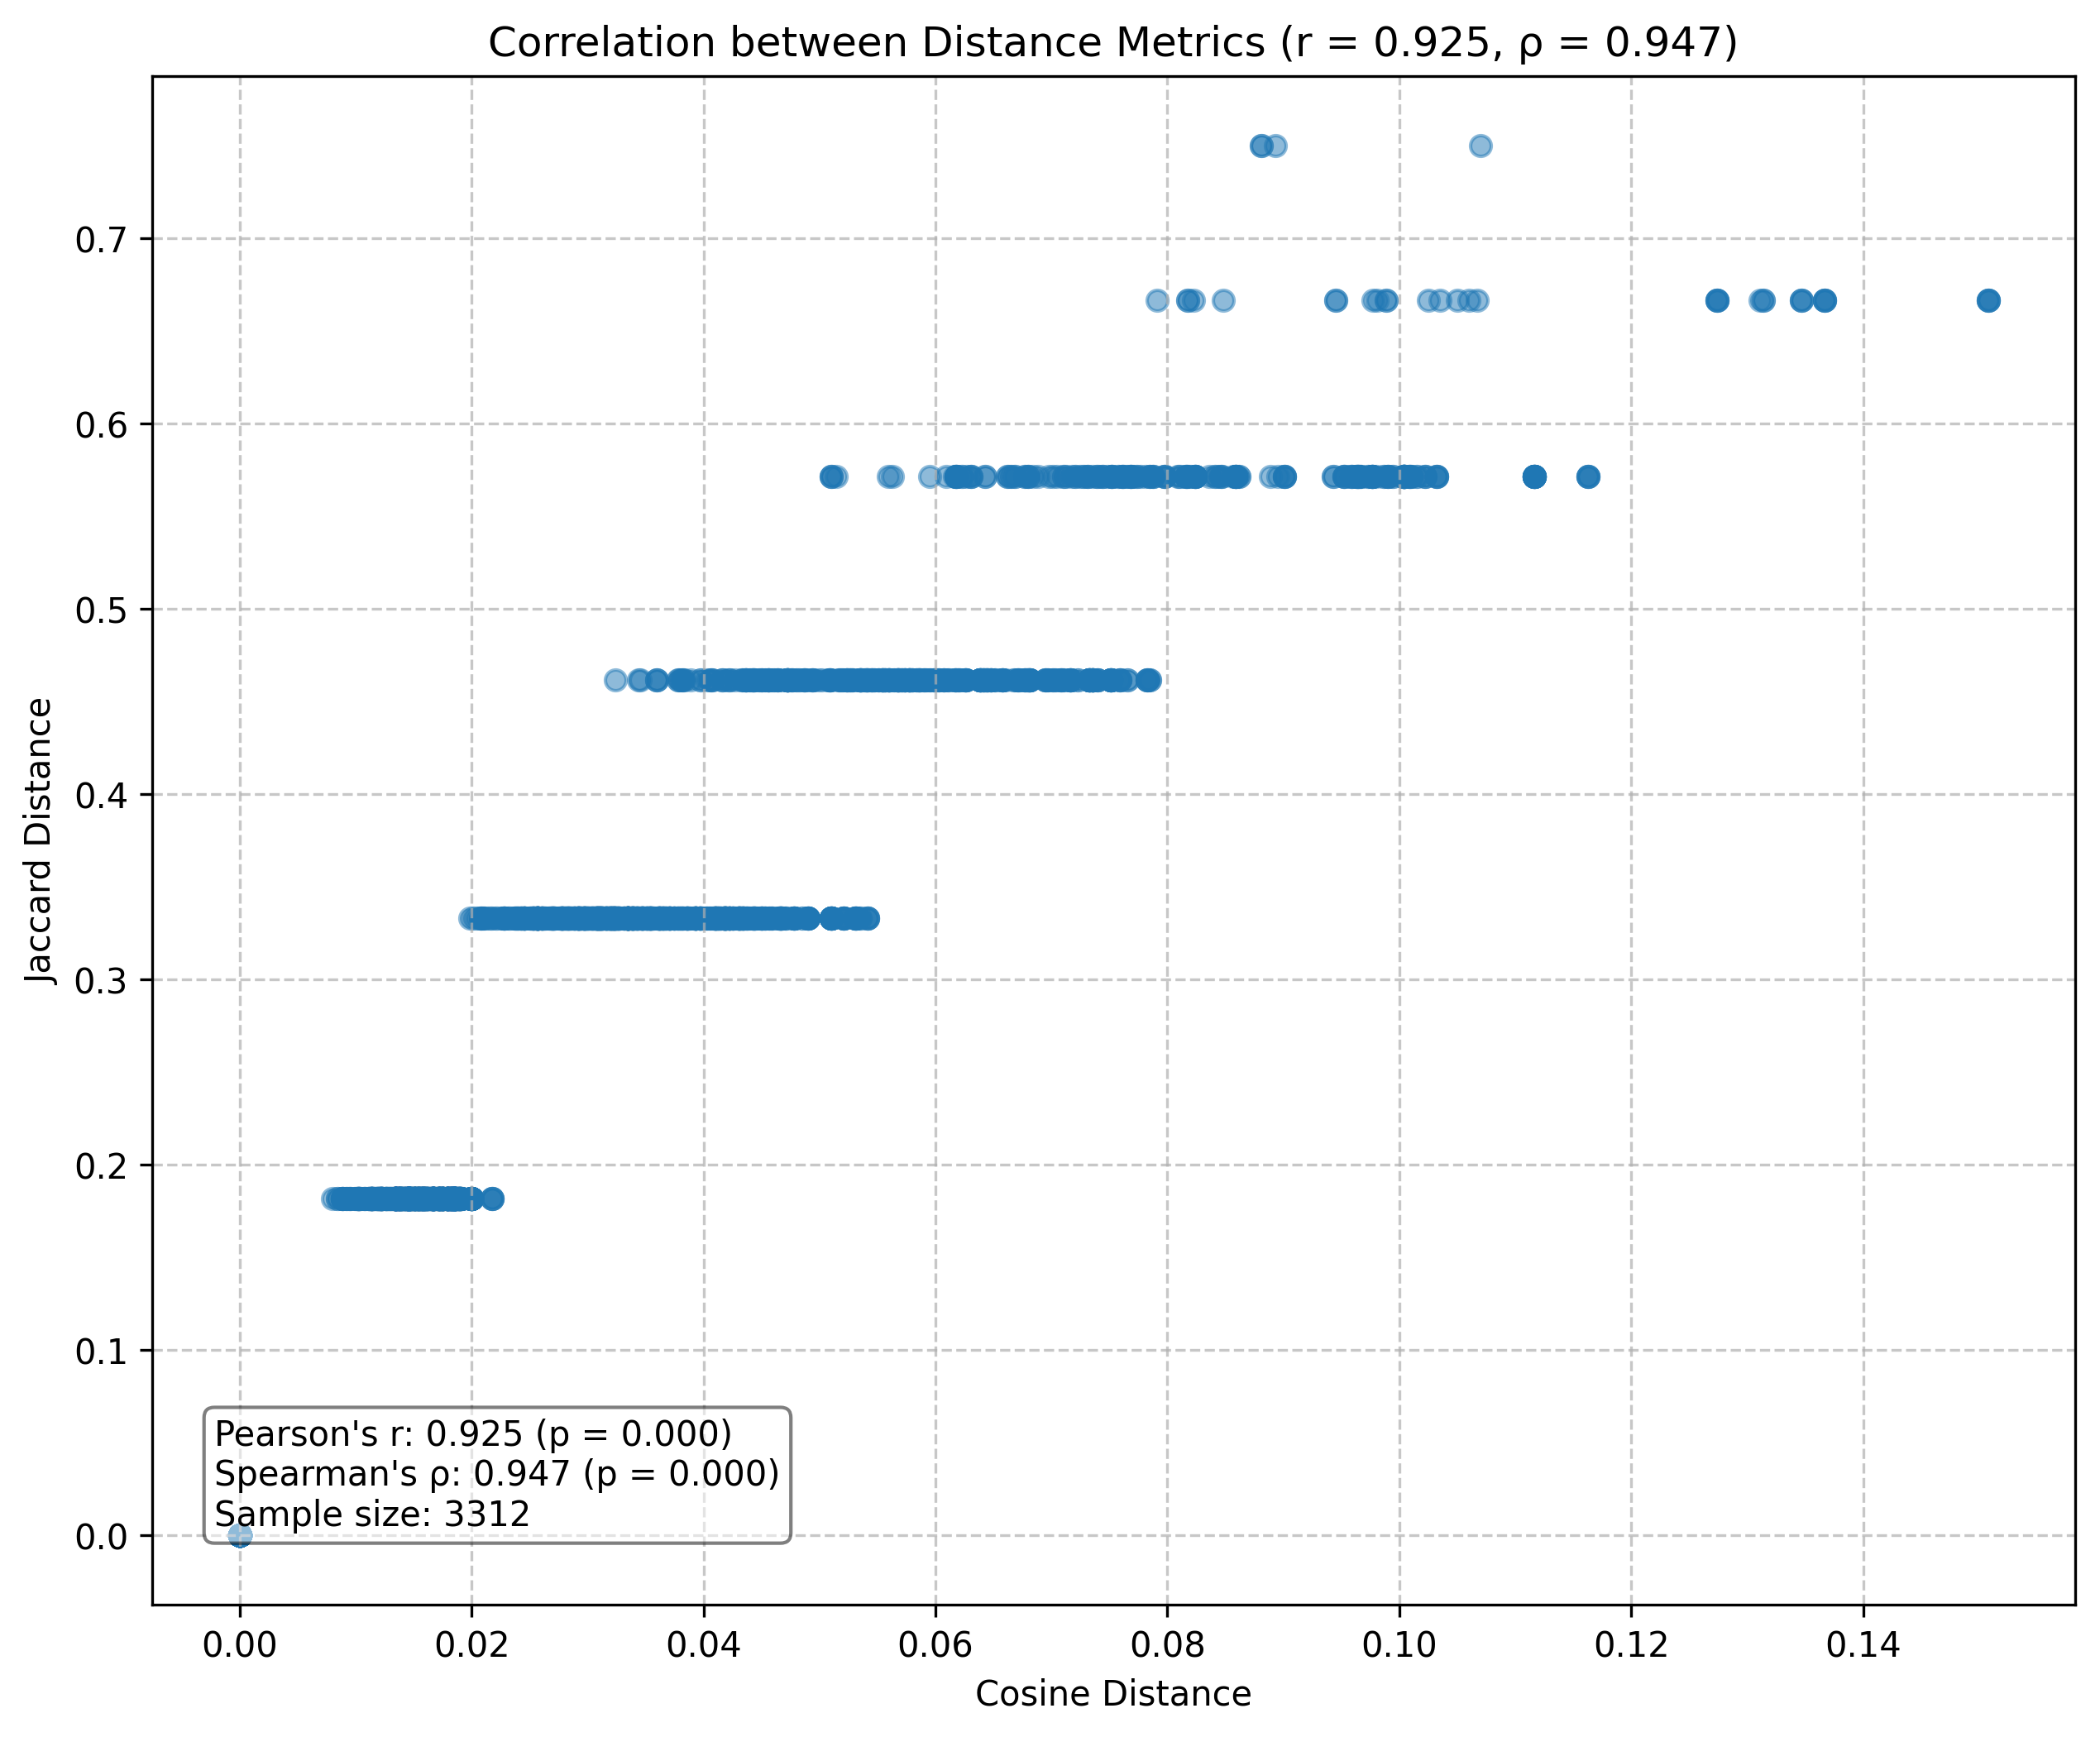 Correlation between Distance Metrics (r = 0.925, ρ = 0.947)
Jaccard Distance
0.7
0.6
0.5
0.4
0.3
0.2
0.1
0.0
Pearson's r: 0.925 (p = 0.000)
Spearman's ρ: 0.947 (p = 0.000)
Sample size: 3312
0.00 0.02 0.04 0.06 0.08 0.10 0.12 0.14
Cosine Distance